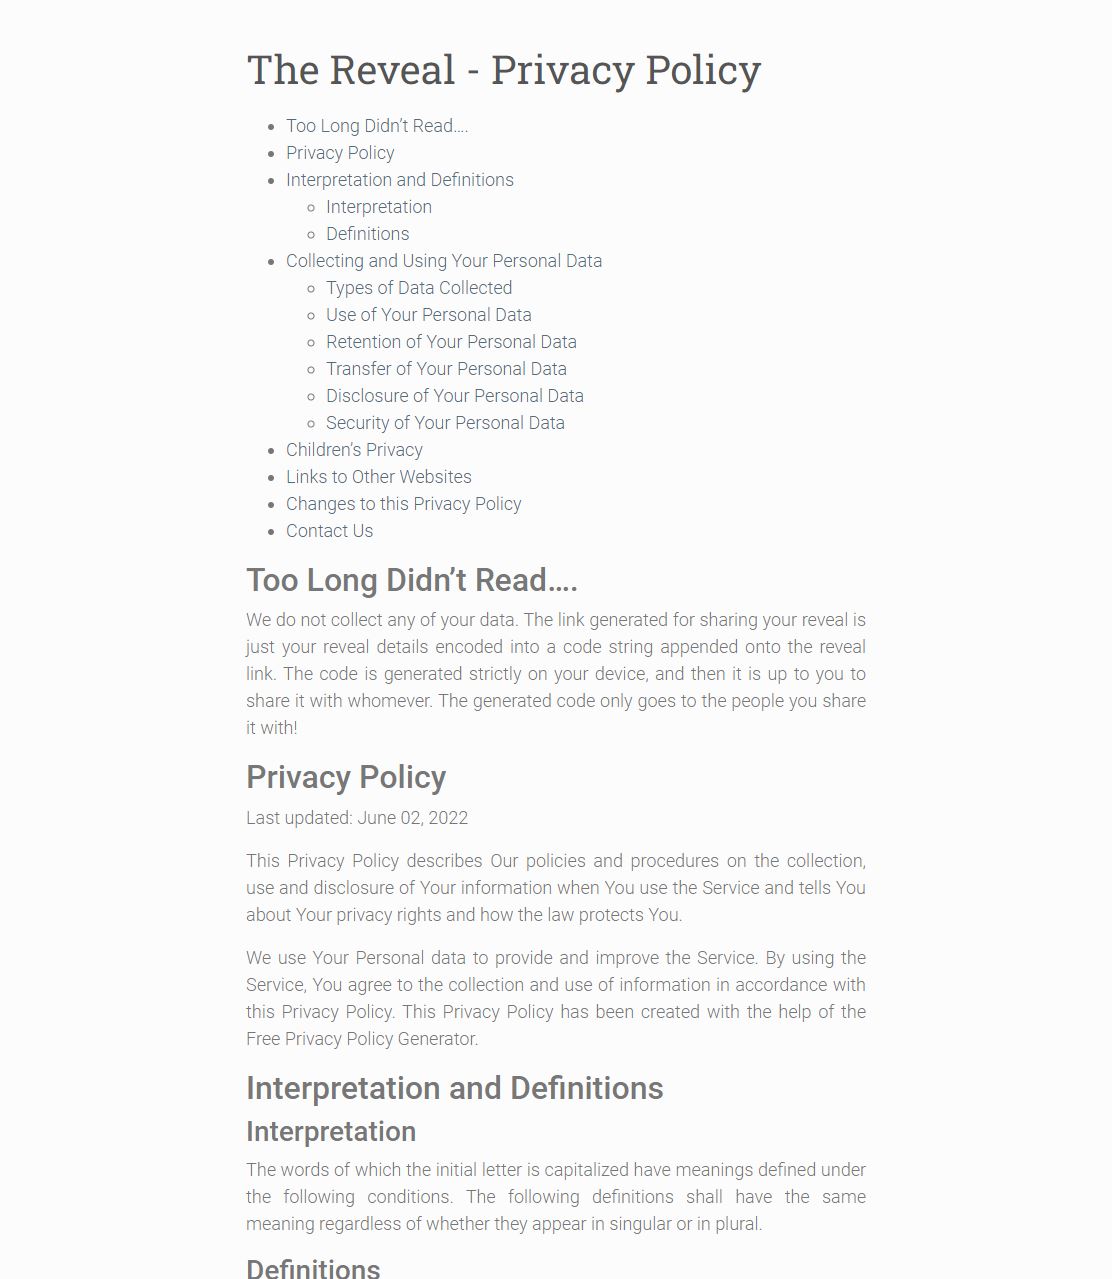 The Reveal - Privacy Policy
Too Long Didn’t Read....
Privacy Policy
Interpretation and Definitions
Interpretation
Definitions
Collecting and Using Your Personal Data
Types of Data Collected
Use of Your Personal Data
Retention of Your Personal Data
Transfer of Your Personal Data
Disclosure of Your Personal Data
Security of Your Personal Data
Children’s Privacy
Links to Other Websites
Changes to this Privacy Policy
Contact Us
Too Long Didn’t Read....
We do not collect any of your data. The link generated for sharing your reveal is
just your reveal details encoded into a code string appended onto the reveal
link. The code is generated strictly on your device, and then it is up to you to
share it with whomever. The generated code only goes to the people you share
it with!
Privacy Policy
Last updated: June 02, 2022
This Privacy Policy describes Our policies and procedures on the collection,
use and disclosure of Your information when You use the Service and tells You
about Your privacy rights and how the law protects You.
We use Your Personal data to provide and improve the Service. By using the
Service, You agree to the collection and use of information in accordance with
this Privacy Policy. This Privacy Policy has been created with the help of the
Free Privacy Policy Generator.
Interpretation and Definitions
Interpretation
The words of which the initial letter is capitalized have meanings defined under
the following conditions. The following definitions shall have the same
meaning regardless of whether they appear in singular or in plural.
Definitions